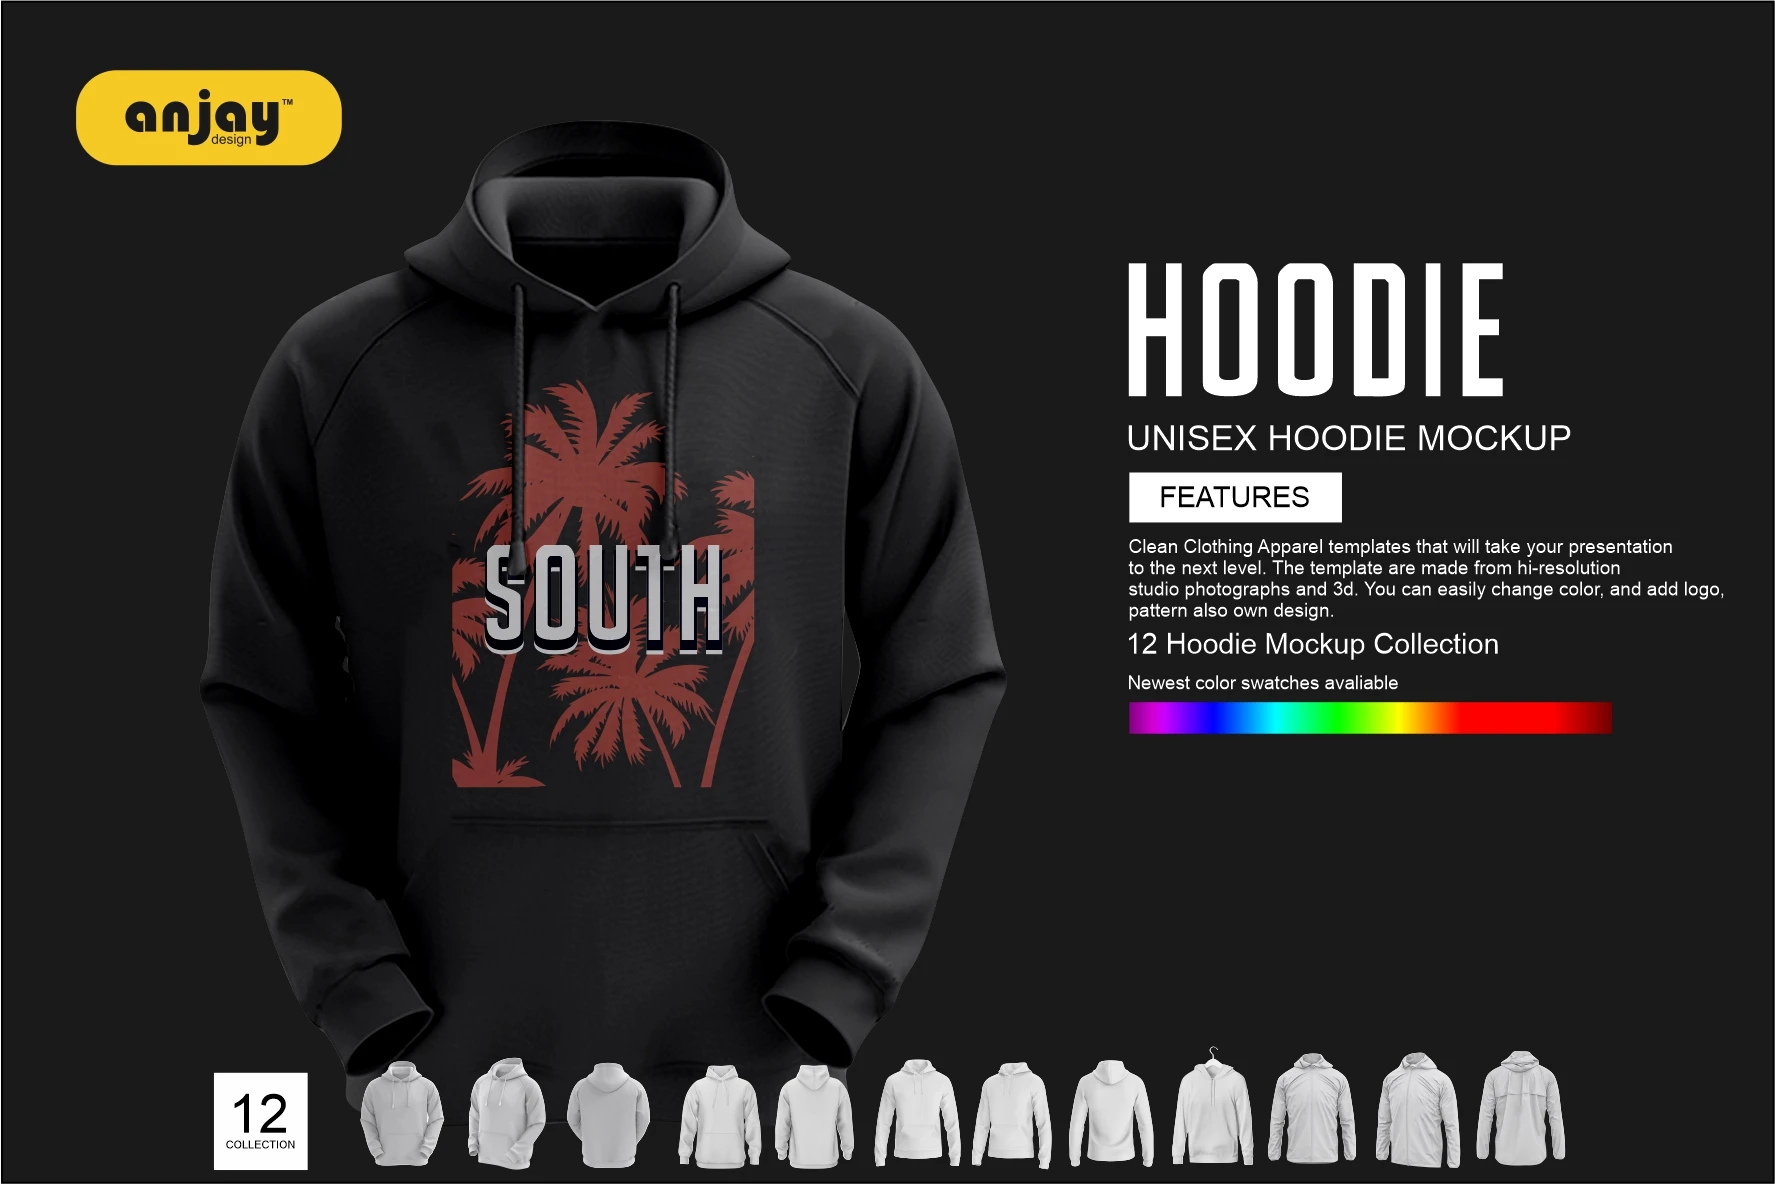 anjay™
design
HOODIE
UNISEX HOODIE MOCKUP
FEATURES
Clean Clothing Apparel templates that will take your presentation
to the next level. The template are made from hi-resolution
studio photographs and 3d. You can easily change color, and add logo,
pattern also own design.
12 Hoodie Mockup Collection
Newest color swatches avaliable
SOUTH
12
COLLECTION